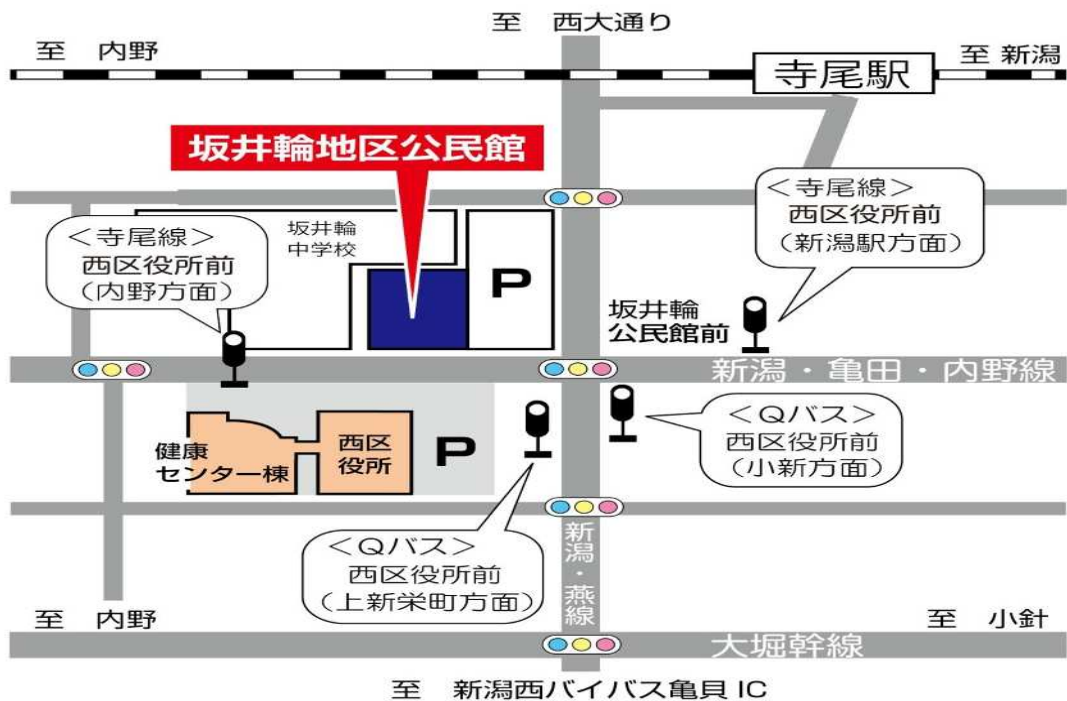 至 西大通り
至 内野
至 新潟
寺尾駅
坂井輪地区公民館
<寺尾線>
西区役所前
(新潟駅方面)
坂井輪
中学校
<寺尾線>
西区役所前
(内野方面)
P
坂井輪
公民館前
新潟・亀田・内野線
<Qバス>
西区役所前
(小新方面)
健康
センター棟
西区
役所
P
<Qバス>
西区役所前
(上新栄町方面)
新潟・燕線
至 内野
至 小針
大堀幹線
至 新潟西バイバス亀貝 IC